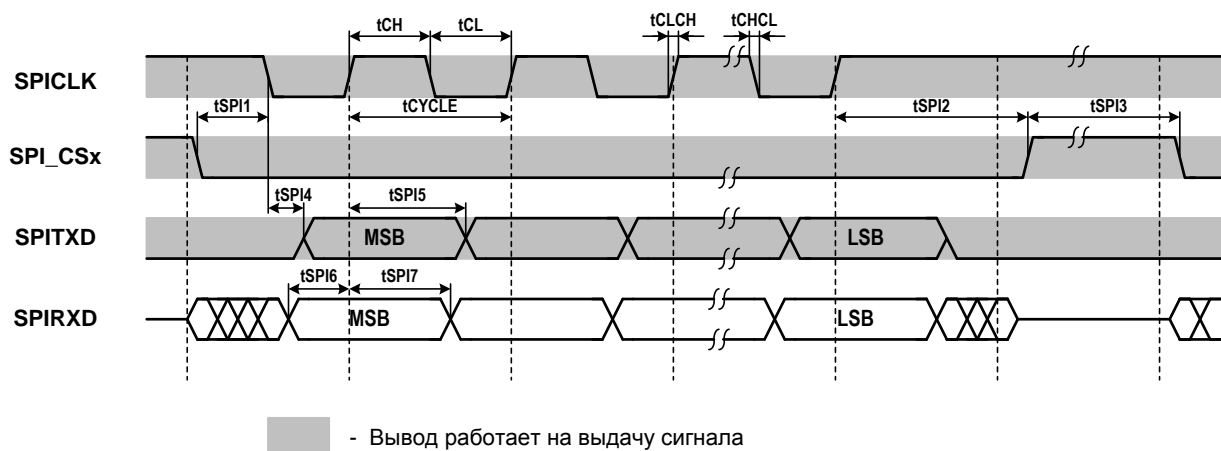 tCH tCL tCLCH tCHCL
SPICLK
tSPI1 tCYCLE tSPI2 tSPI3
SPI_CSx
tSPI4 tSPI5
SPITXD MSB LSB
tSPI6 tSPI7
SPIRXD MSB LSB
- Вывод работает на выдачу сигнала